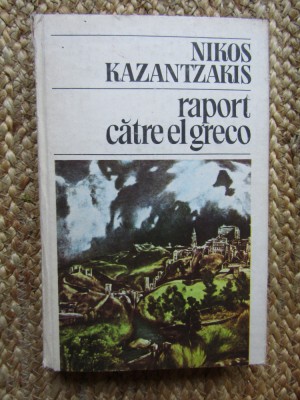 NIKOS
KAZANTZAKIS
raport
către el greco